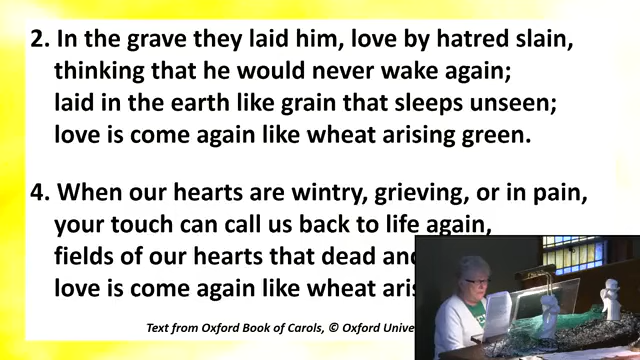 2. In the grave they laid him, love by hatred slain,
thinking that he would never wake again;
laid in the earth like grain that sleeps unseen;
love is come again like wheat arising green.
4. When our hearts are wintry, grieving, or in pain,
your touch can call us back to life again,
fields of our hearts that dead and
love is come again like wheat
Text from Oxford Book of Carols, © Oxford